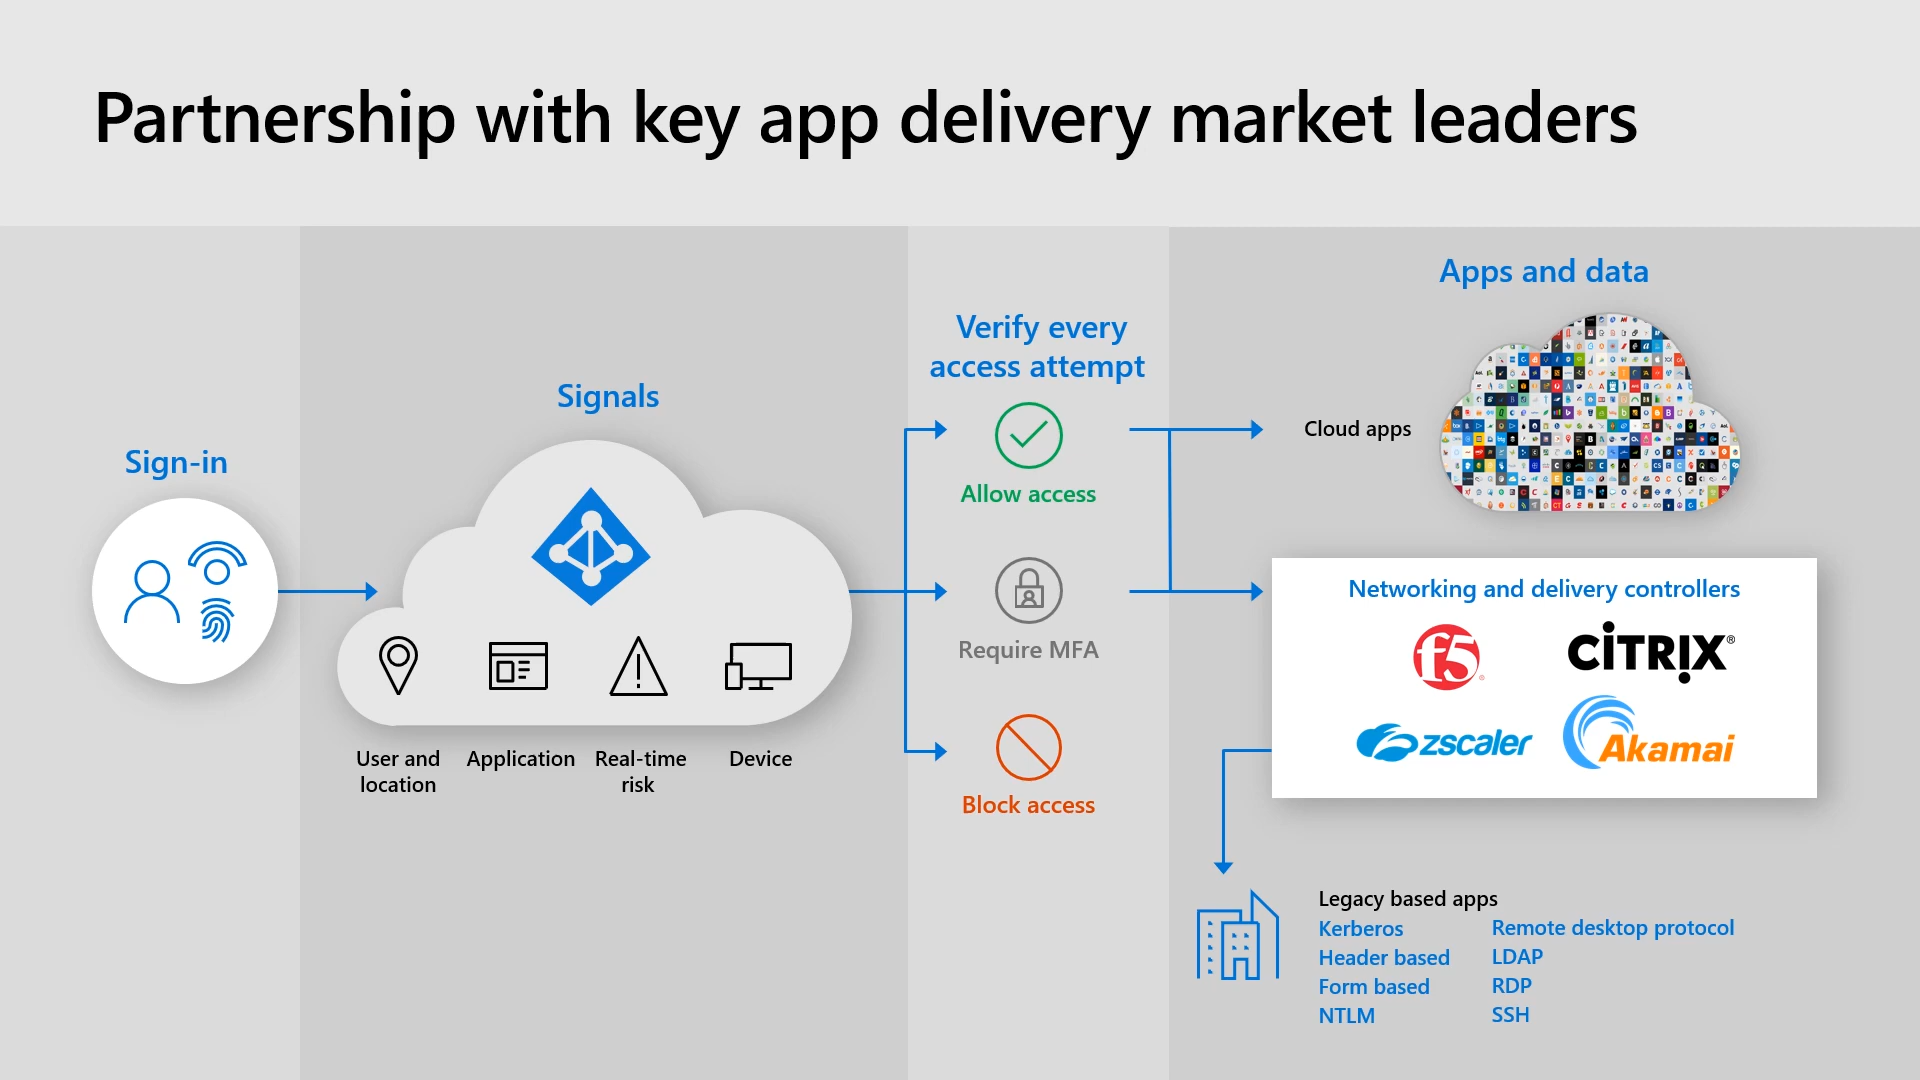 Partnership with key app delivery market leaders
Sign-in
Signals
User and
location
Application
Real-time
risk
Device
Verify every
access attempt
Allow access
Require MFA
Block access
Apps and data
Cloud apps
Networking and delivery controllers
f5
CITRIX®
zscaler
Akamai
Legacy based apps
Kerberos
Header based
Form based
NTLM
Remote desktop protocol
LDAP
RDP
SSH